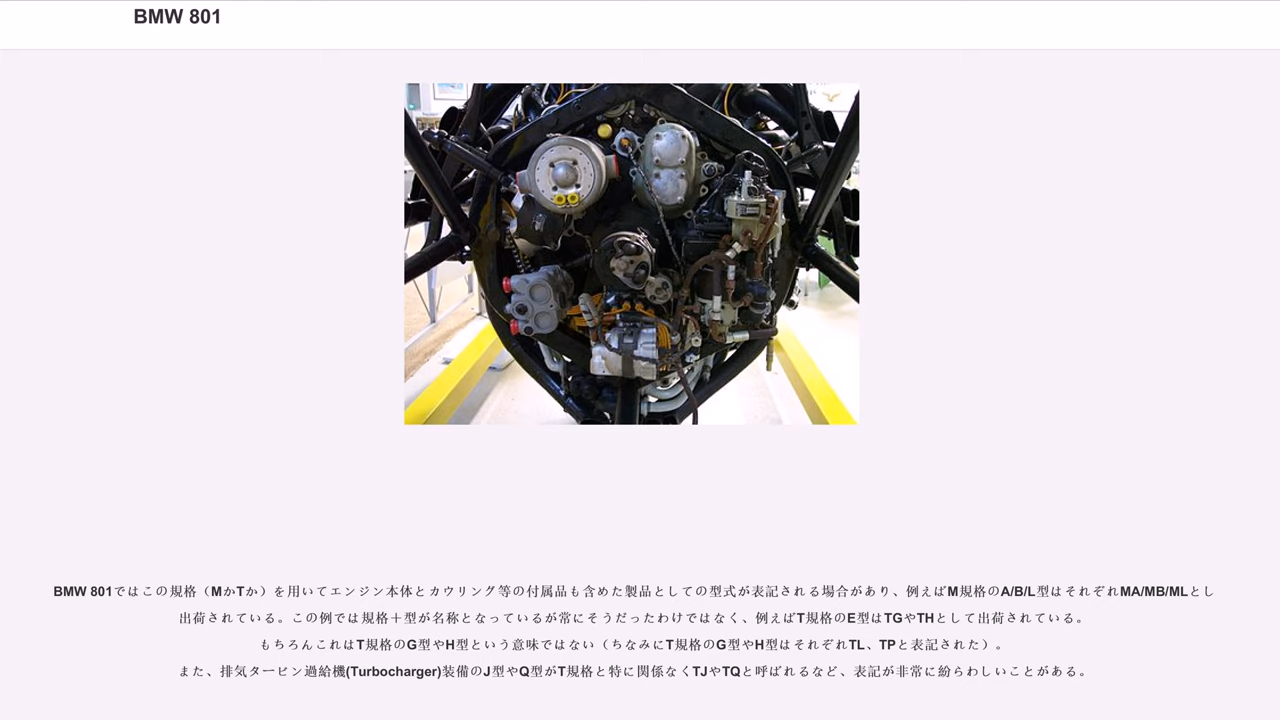 BMW 801
BMW 801ではこの規格（MかTか）を用いてエンジン本体とカウリング等の付属品も含めた製品としての型式が表記される場合があり、例えばM規格のA/B/L型はそれぞれMA/MB/MLとし
出荷されている。この例では規格＋型が名称となっているが常にそうだったわけではなく、例えばT規格のE型はTGやTHとして出荷されている。
もちろんこれはT規格のG型やH型という意味ではない（ちなみにT規格のG型やH型はそれぞれTL、TPと表記された）。
また、排気タービン過給機(Turbocharger)装備のJ型やQ型がT規格と特に関係なくTJやTQと呼ばれるなど、表記が非常に紛らわしいことがある。